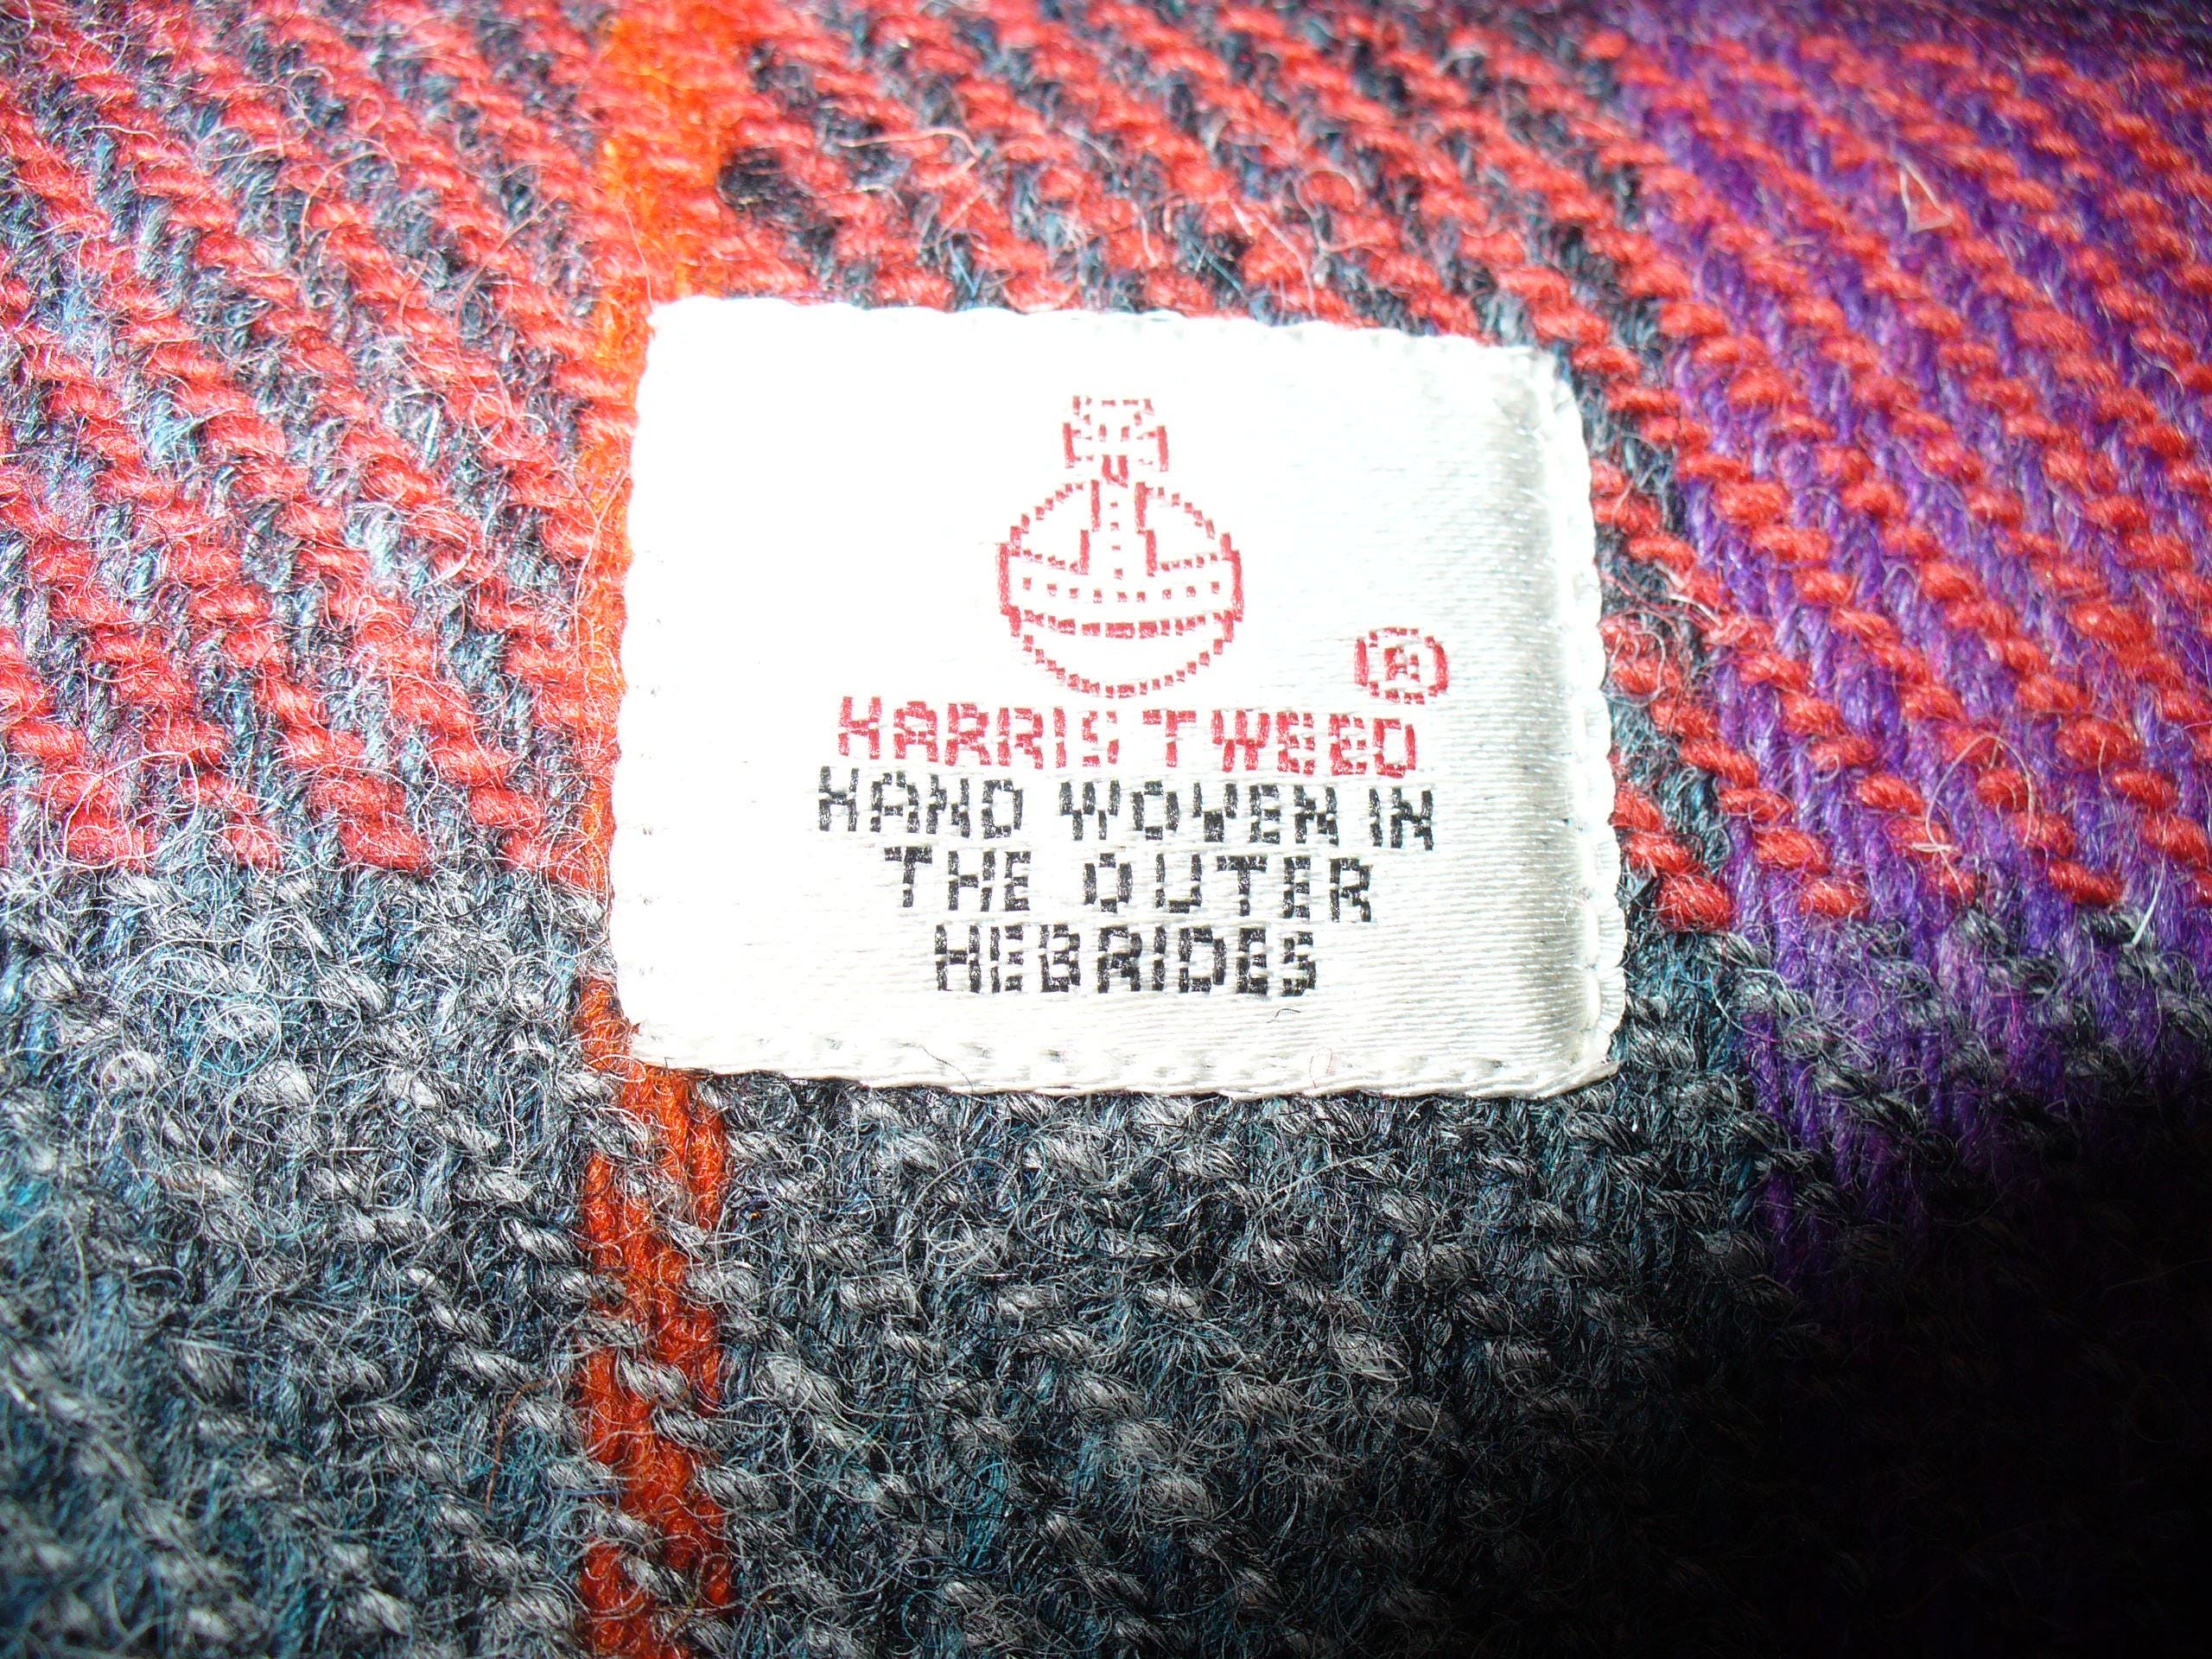 ®
HARRIS TWEED
HAND WOVEN IN
THE OUTER
HEBRIDES